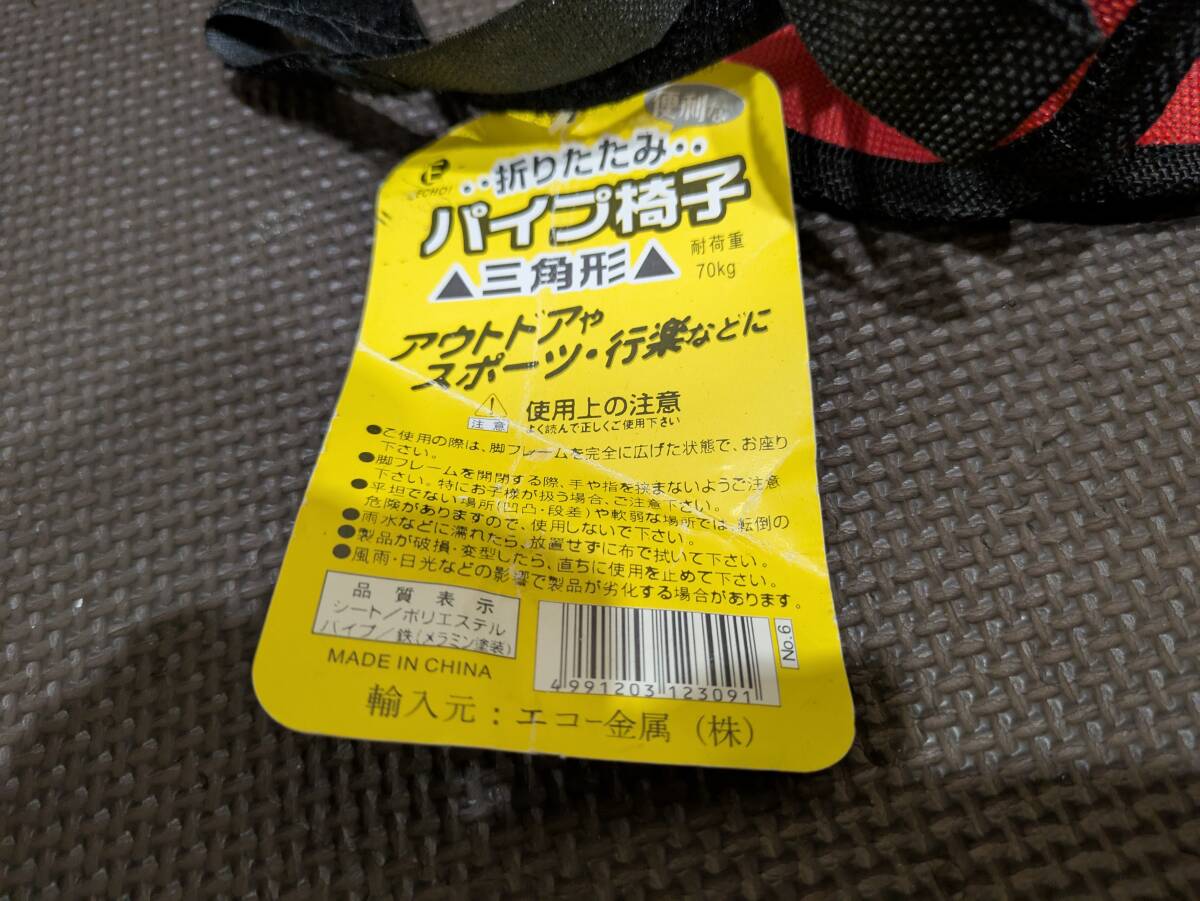 便利な
ECHO!
‥折りたたみ‥
パイプ椅子
▲三角形▲
耐荷重
70kg
アウトドアや
スポーツ・行楽などに
注意
使用上の注意
よく読んで正しくご使用下さい
●ご使用の際は、脚フレームを完全に広げた状態で、お座り
下さい。
●脚フレームを開閉する際、手や指を挟まないようご注意
下さい。特にお子様が扱う場合、ご注意下さい。
●平坦でない場所(凹凸・段差)や軟弱な場所では、転倒の
危険がありますので、使用しないで下さい。
●雨水などに濡れたら、放置せずに布で拭いて下さい。
●製品が破損・変型したら、直ちに使用を止めて下さい。
●風雨・日光などの影響で製品が劣化する場合があります。
品質表示
シート/ポリエステル
パイプ/鉄(メラミン塗装)
MADE IN CHINA
4991203123091
No.6
輸入元:エコー金属(株)